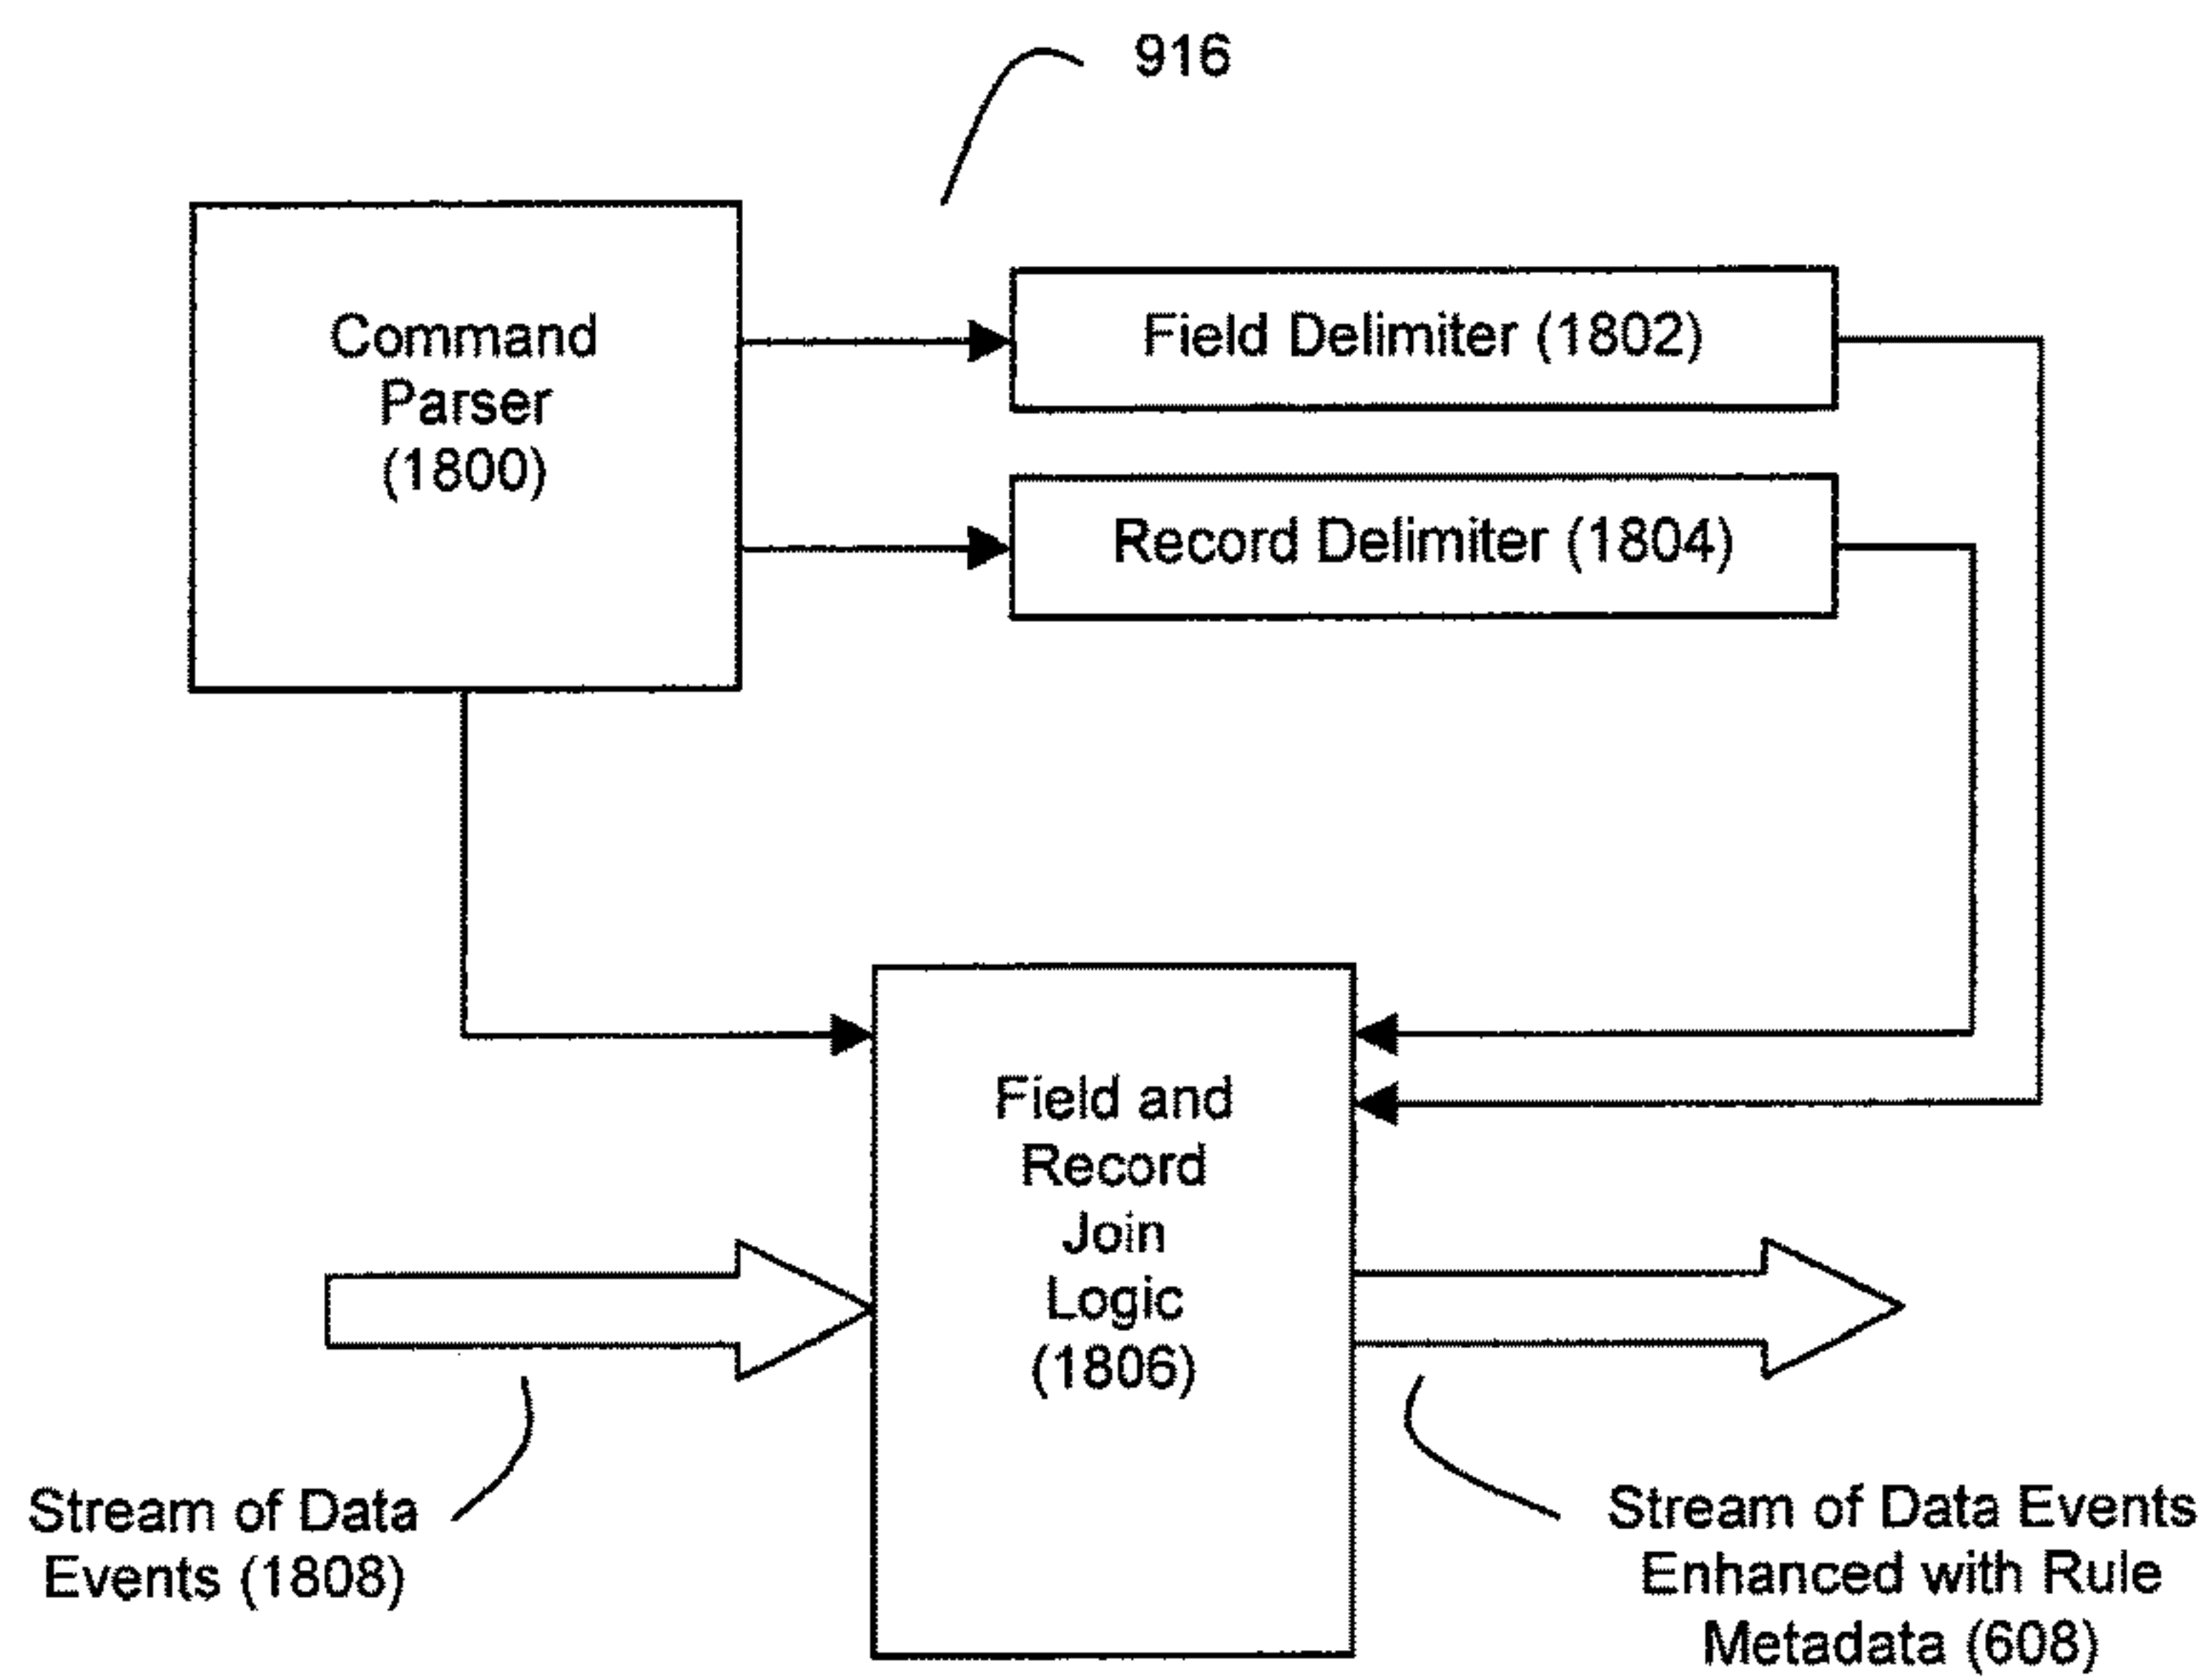 916
Command
Parser
(1800)
Field Delimiter (1802)
Record Delimiter (1804)
Field and
Record
Join
Logic
(1806)
Stream of Data
Events (1808)
Stream of Data Events
Enhanced with Rule
Metadata (608)